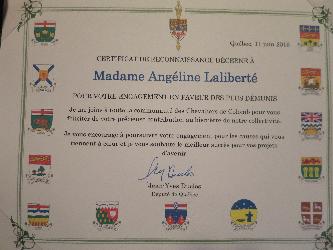 Québec, 11 juin 2016
CERTIFICAT DE RECONNAISSANCE DÉCERNÉ À
Madame Angéline Laliberté
POUR VOTRE ENGAGEMENT EN FAVEUR DES PLUS DÉMUNIS
Je me joins à toute la communauté des Chevaliers de Colomb pour vous
féliciter de votre précieuse contribution au bien-être de notre collectivité.
Je vous encourage à poursuivre votre engagement pour les causes qui vous
tiennent à cœur et je vous souhaite le meilleur succès pour vos projets
d'avenir
Jean-Yves Duclos
Député de Québec